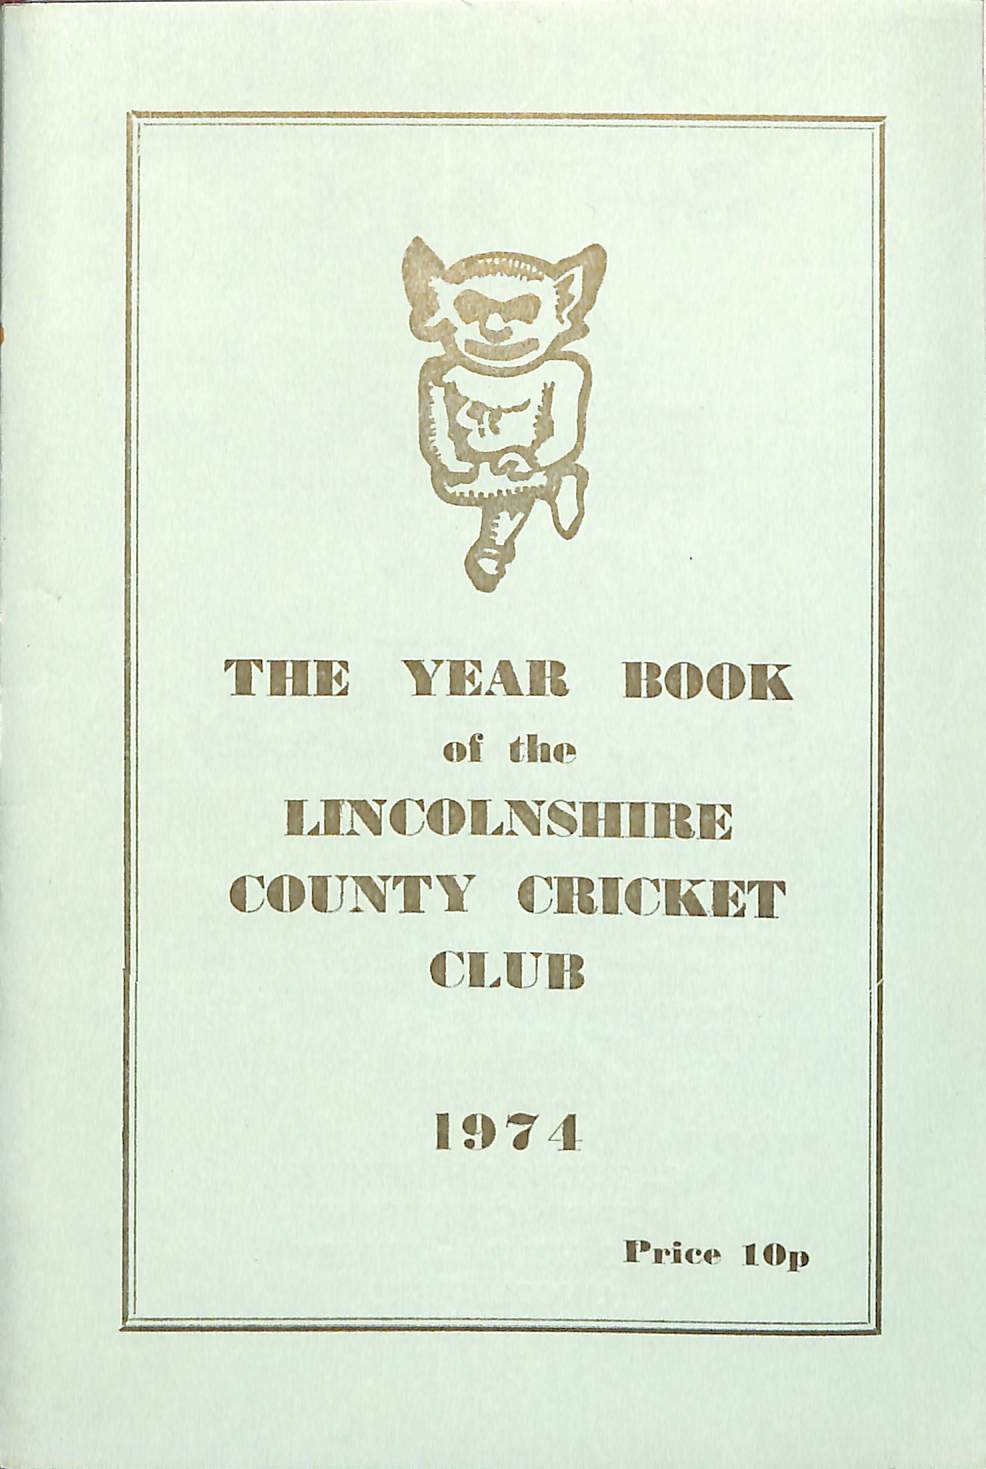 THE YEAR BOOK
of the
LINCOLNSHIRE
COUNTY CRICKET
CLUB
1974
Price 10p